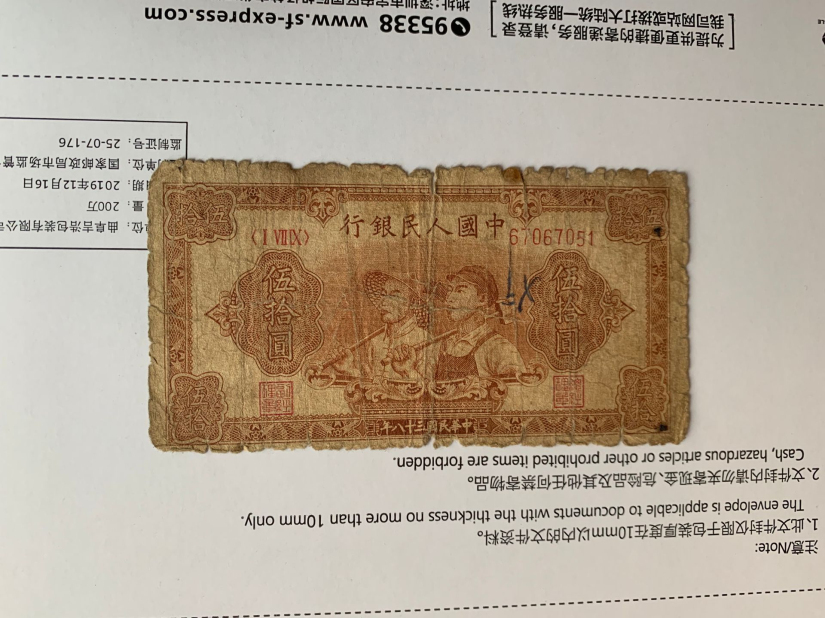 中國人民銀行
〈I VIII IX〉
67067051
伍拾
伍拾
伍拾圓
伍拾圓
伍拾
伍拾
中華民國三十八年
注意/Note:
1、此文件封仅限于包装厚度在10mm以内的文件资料。
The envelope is applicable to documents with the thickness no more than 10mm only.
2、文件封内请勿夹寄现金、危险品及其他任何禁寄物品。
Cash, hazardous articles or other prohibited items are forbidden.
曲阜吉浩包装有限公
量：200万
期：2019年12月16日
单位：国家邮政局市场监管
监制证号：25-07-176
为提供更便捷的寄递服务，请登录
我司网站或拨打大陆统一服务热线
95338 www.sf-express.com